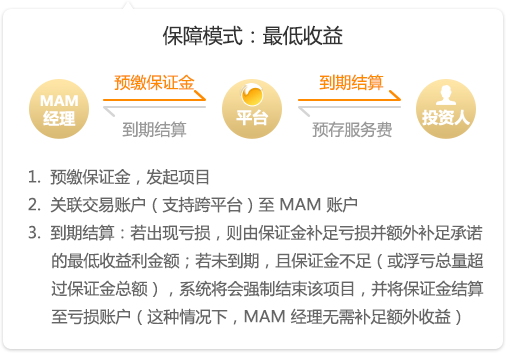 保障模式：最低收益
预缴保证金
到期结算
MAM
经理
平台
投资人
到期结算
预存服务费
1. 预缴保证金，发起项目
2. 关联交易账户（支持跨平台）至 MAM 账户
3. 到期结算：若出现亏损，则由保证金补足亏损并额外补足承诺
的最低收益利金额；若未到期，且保证金不足（或浮亏总量超
过保证金总额），系统将会强制结束该项目，并将保证金结算
至亏损账户（这种情况下，MAM 经理无需补足额外收益）